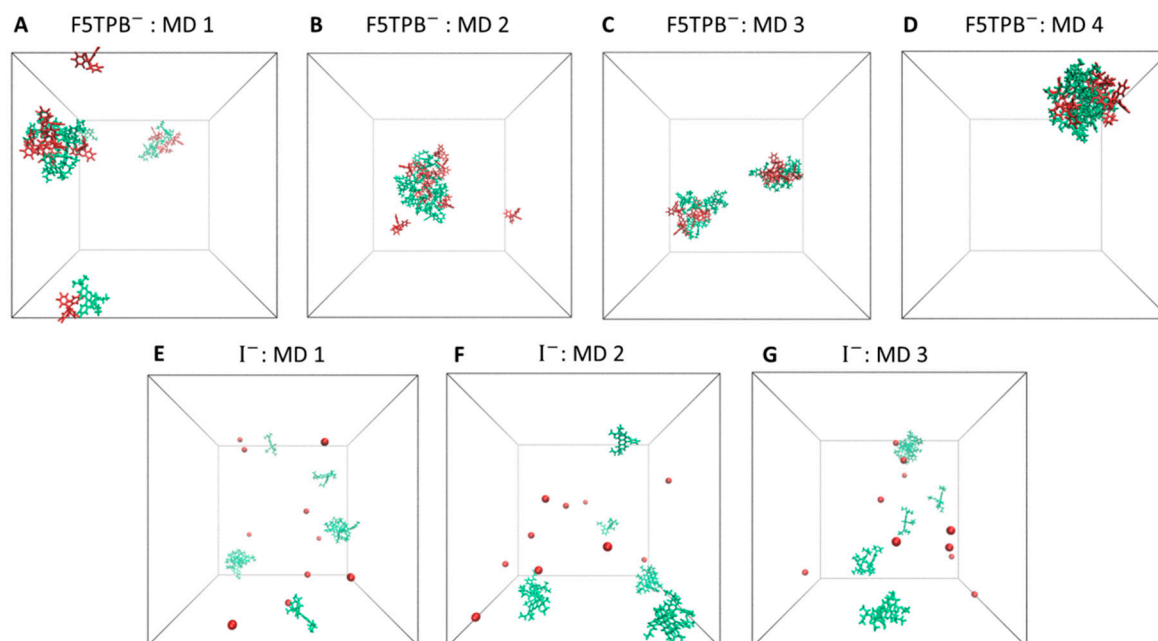 A F5TPB⁻: MD 1
B F5TPB⁻: MD 2
C F5TPB⁻: MD 3
D F5TPB⁻: MD 4
E I⁻: MD 1
F I⁻: MD 2
G I⁻: MD 3